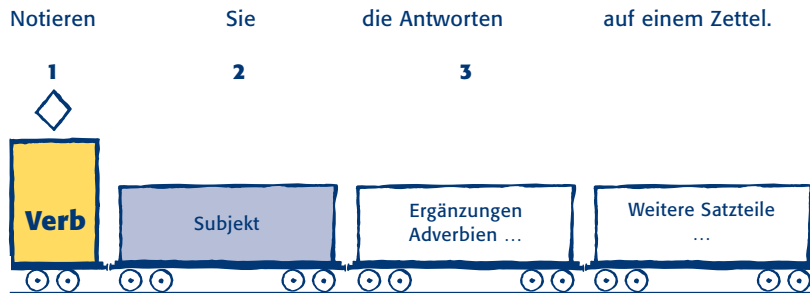 Notieren Sie die Antworten auf einem Zettel.
1 2 3
Verb
Subjekt
Ergänzungen
Adverbien ...
Weitere Satzteile
...